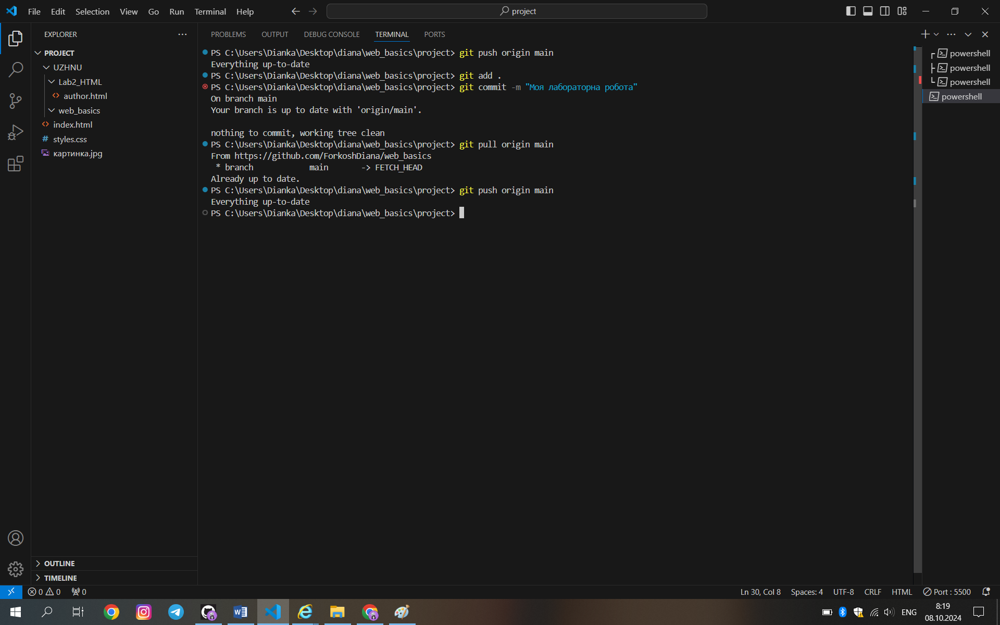 File Edit Selection View Go Run Terminal Help
project
EXPLORER
PROJECT
UZHNU
Lab2_HTML
author.html
web_basics
index.html
styles.css
картинка.jpg
OUTLINE
TIMELINE
PROBLEMS OUTPUT DEBUG CONSOLE TERMINAL PORTS
PS C:\Users\Dianka\Desktop\diana\web_basics\project> git push origin main
Everything up-to-date
PS C:\Users\Dianka\Desktop\diana\web_basics\project> git add .
PS C:\Users\Dianka\Desktop\diana\web_basics\project> git commit -m "Моя лабораторна робота"
On branch main
Your branch is up to date with 'origin/main'.
nothing to commit, working tree clean
PS C:\Users\Dianka\Desktop\diana\web_basics\project> git pull origin main
From https://github.com/ForkoshDiana/web_basics
* branch main -> FETCH_HEAD
Already up to date.
PS C:\Users\Dianka\Desktop\diana\web_basics\project> git push origin main
Everything up-to-date
PS C:\Users\Dianka\Desktop\diana\web_basics\project>
powershell
powershell
powershell
powershell
0 0 0
Ln 30, Col 8 Spaces: 4 UTF-8 CRLF HTML Port : 5500
ENG
8:19
08.10.2024